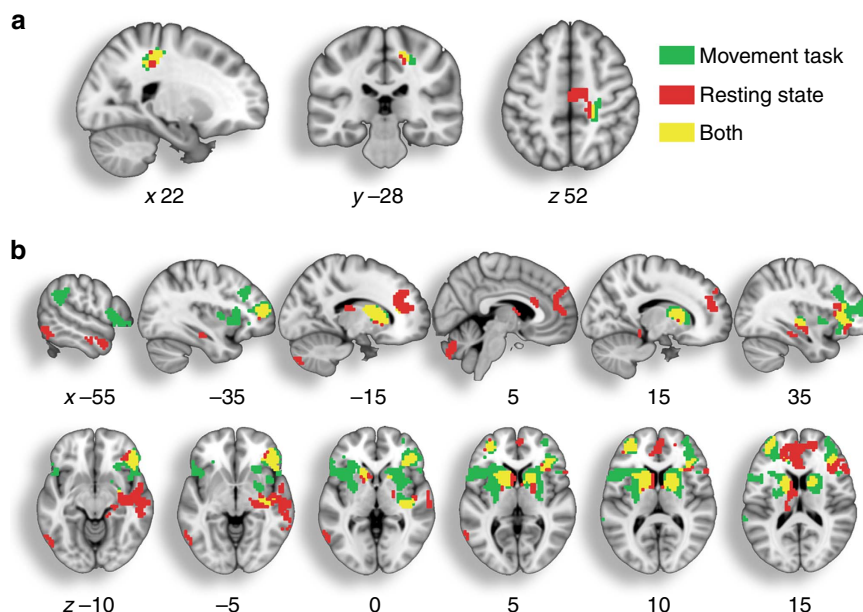 a
Movement task
Resting state
Both
x 22
y –28
z 52
b
x –55
–35
–15
5
15
35
z –10
–5
0
5
10
15